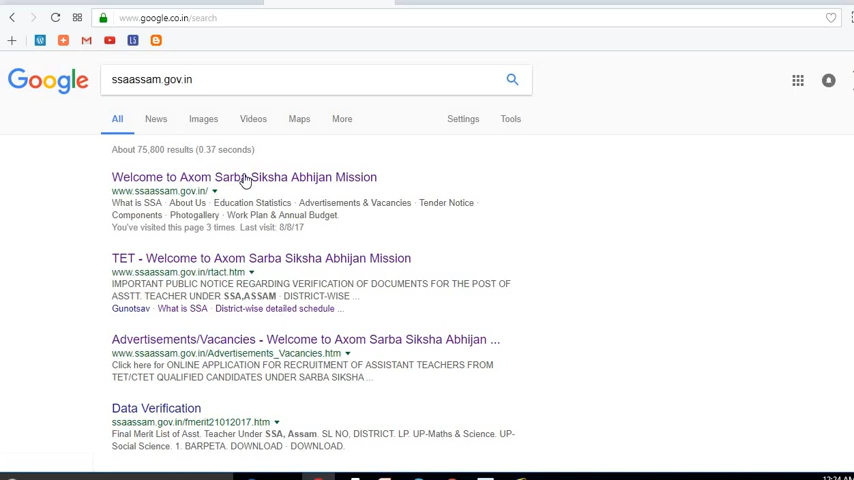 www.google.co.in/search
Google
ssaassam.gov.in
All News Images Videos Maps More Settings Tools
About 75,800 results (0.37 seconds)
Welcome to Axom Sarba Siksha Abhijan Mission
www.ssaassam.gov.in/
What is SSA · About Us · Education Statistics · Advertisements & Vacancies · Tender Notice ·
Components · Photogallery · Work Plan & Annual Budget.
You've visited this page 3 times. Last visit: 8/8/17
TET - Welcome to Axom Sarba Siksha Abhijan Mission
www.ssaassam.gov.in/rtact.htm
IMPORTANT PUBLIC NOTICE REGARDING VERIFICATION OF DOCUMENTS FOR THE POST OF
ASSTT. TEACHER UNDER SSA,ASSAM · DISTRICT-WISE ...
Gunotsav · What is SSA · District-wise detailed schedule ...
Advertisements/Vacancies - Welcome to Axom Sarba Siksha Abhijan ...
www.ssaassam.gov.in/Advertisements_Vacancies.htm
Click here for ONLINE APPLICATION FOR RECRUITMENT OF ASSISTANT TEACHERS FROM
TET/CTET QUALIFIED CANDIDATES UNDER SARBA SIKSHA ...
Data Verification
ssaassam.gov.in/fmerit21012017.htm
Final Merit List of Asst. Teacher Under SSA, Assam. SL NO, DISTRICT. LP. UP-Maths & Science. UP-
Social Science. 1. BARPETA. DOWNLOAD · DOWNLOAD.